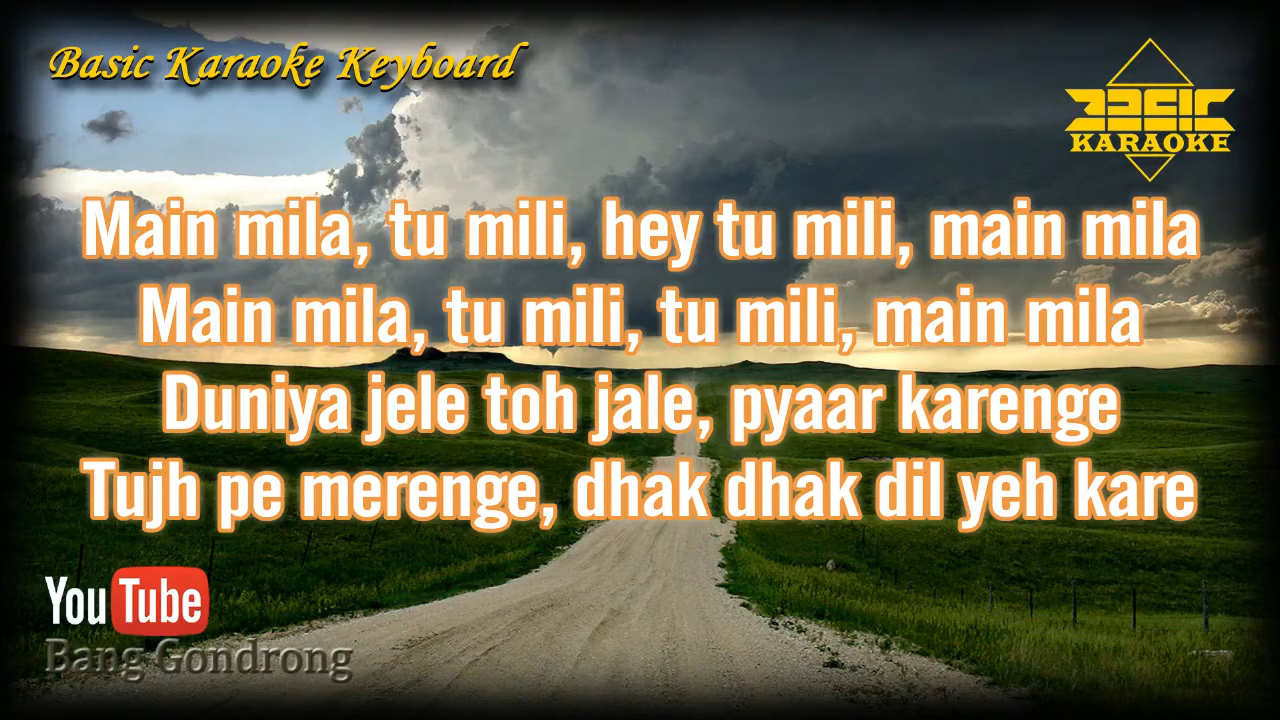 Basic Karaoke Keyboard
BASIC
KARAOKE
Main mila, tu mili, hey tu mili, main mila
Main mila, tu mili, tu mili, main mila
Duniya jele toh jale, pyaar karenge
Tujh pe merenge, dhak dhak dil yeh kare
YouTube
Bang Gondrong